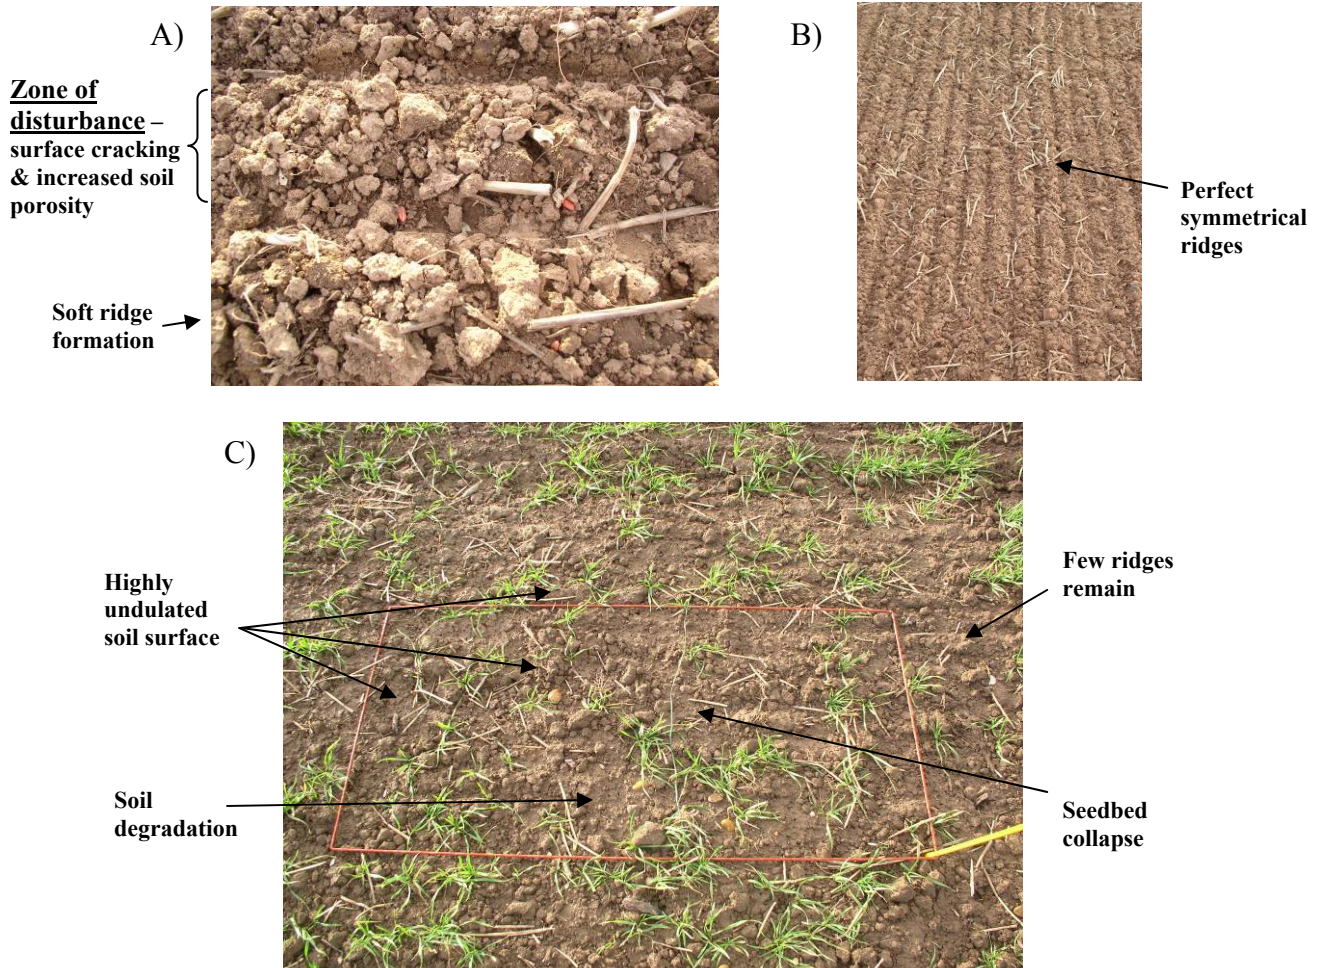 A)
Zone of
disturbance –
surface cracking
& increased soil
porosity
Soft ridge
formation
B)
Perfect
symmetrical
ridges
C)
Highly
undulated
soil surface
Few ridges
remain
Soil
degradation
Seedbed
collapse